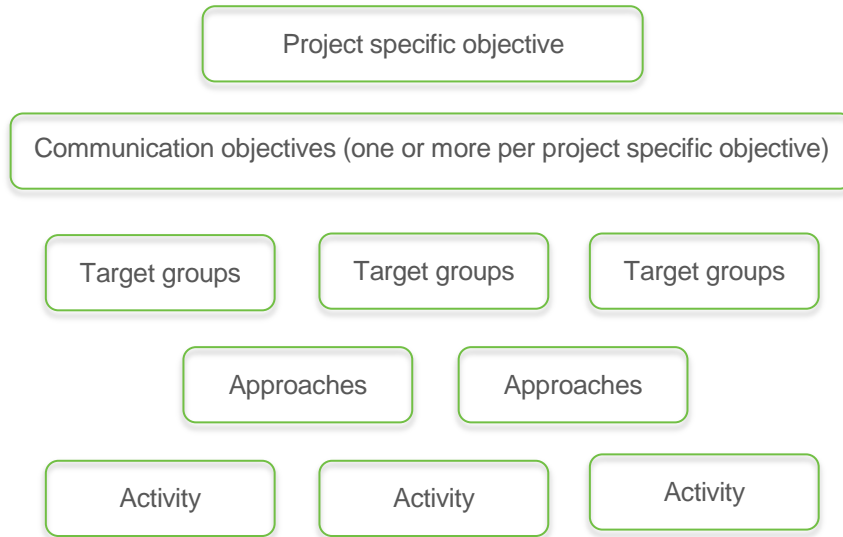 Project specific objective
Communication objectives (one or more per project specific objective)
Target groups
Target groups
Target groups
Approaches
Approaches
Activity
Activity
Activity